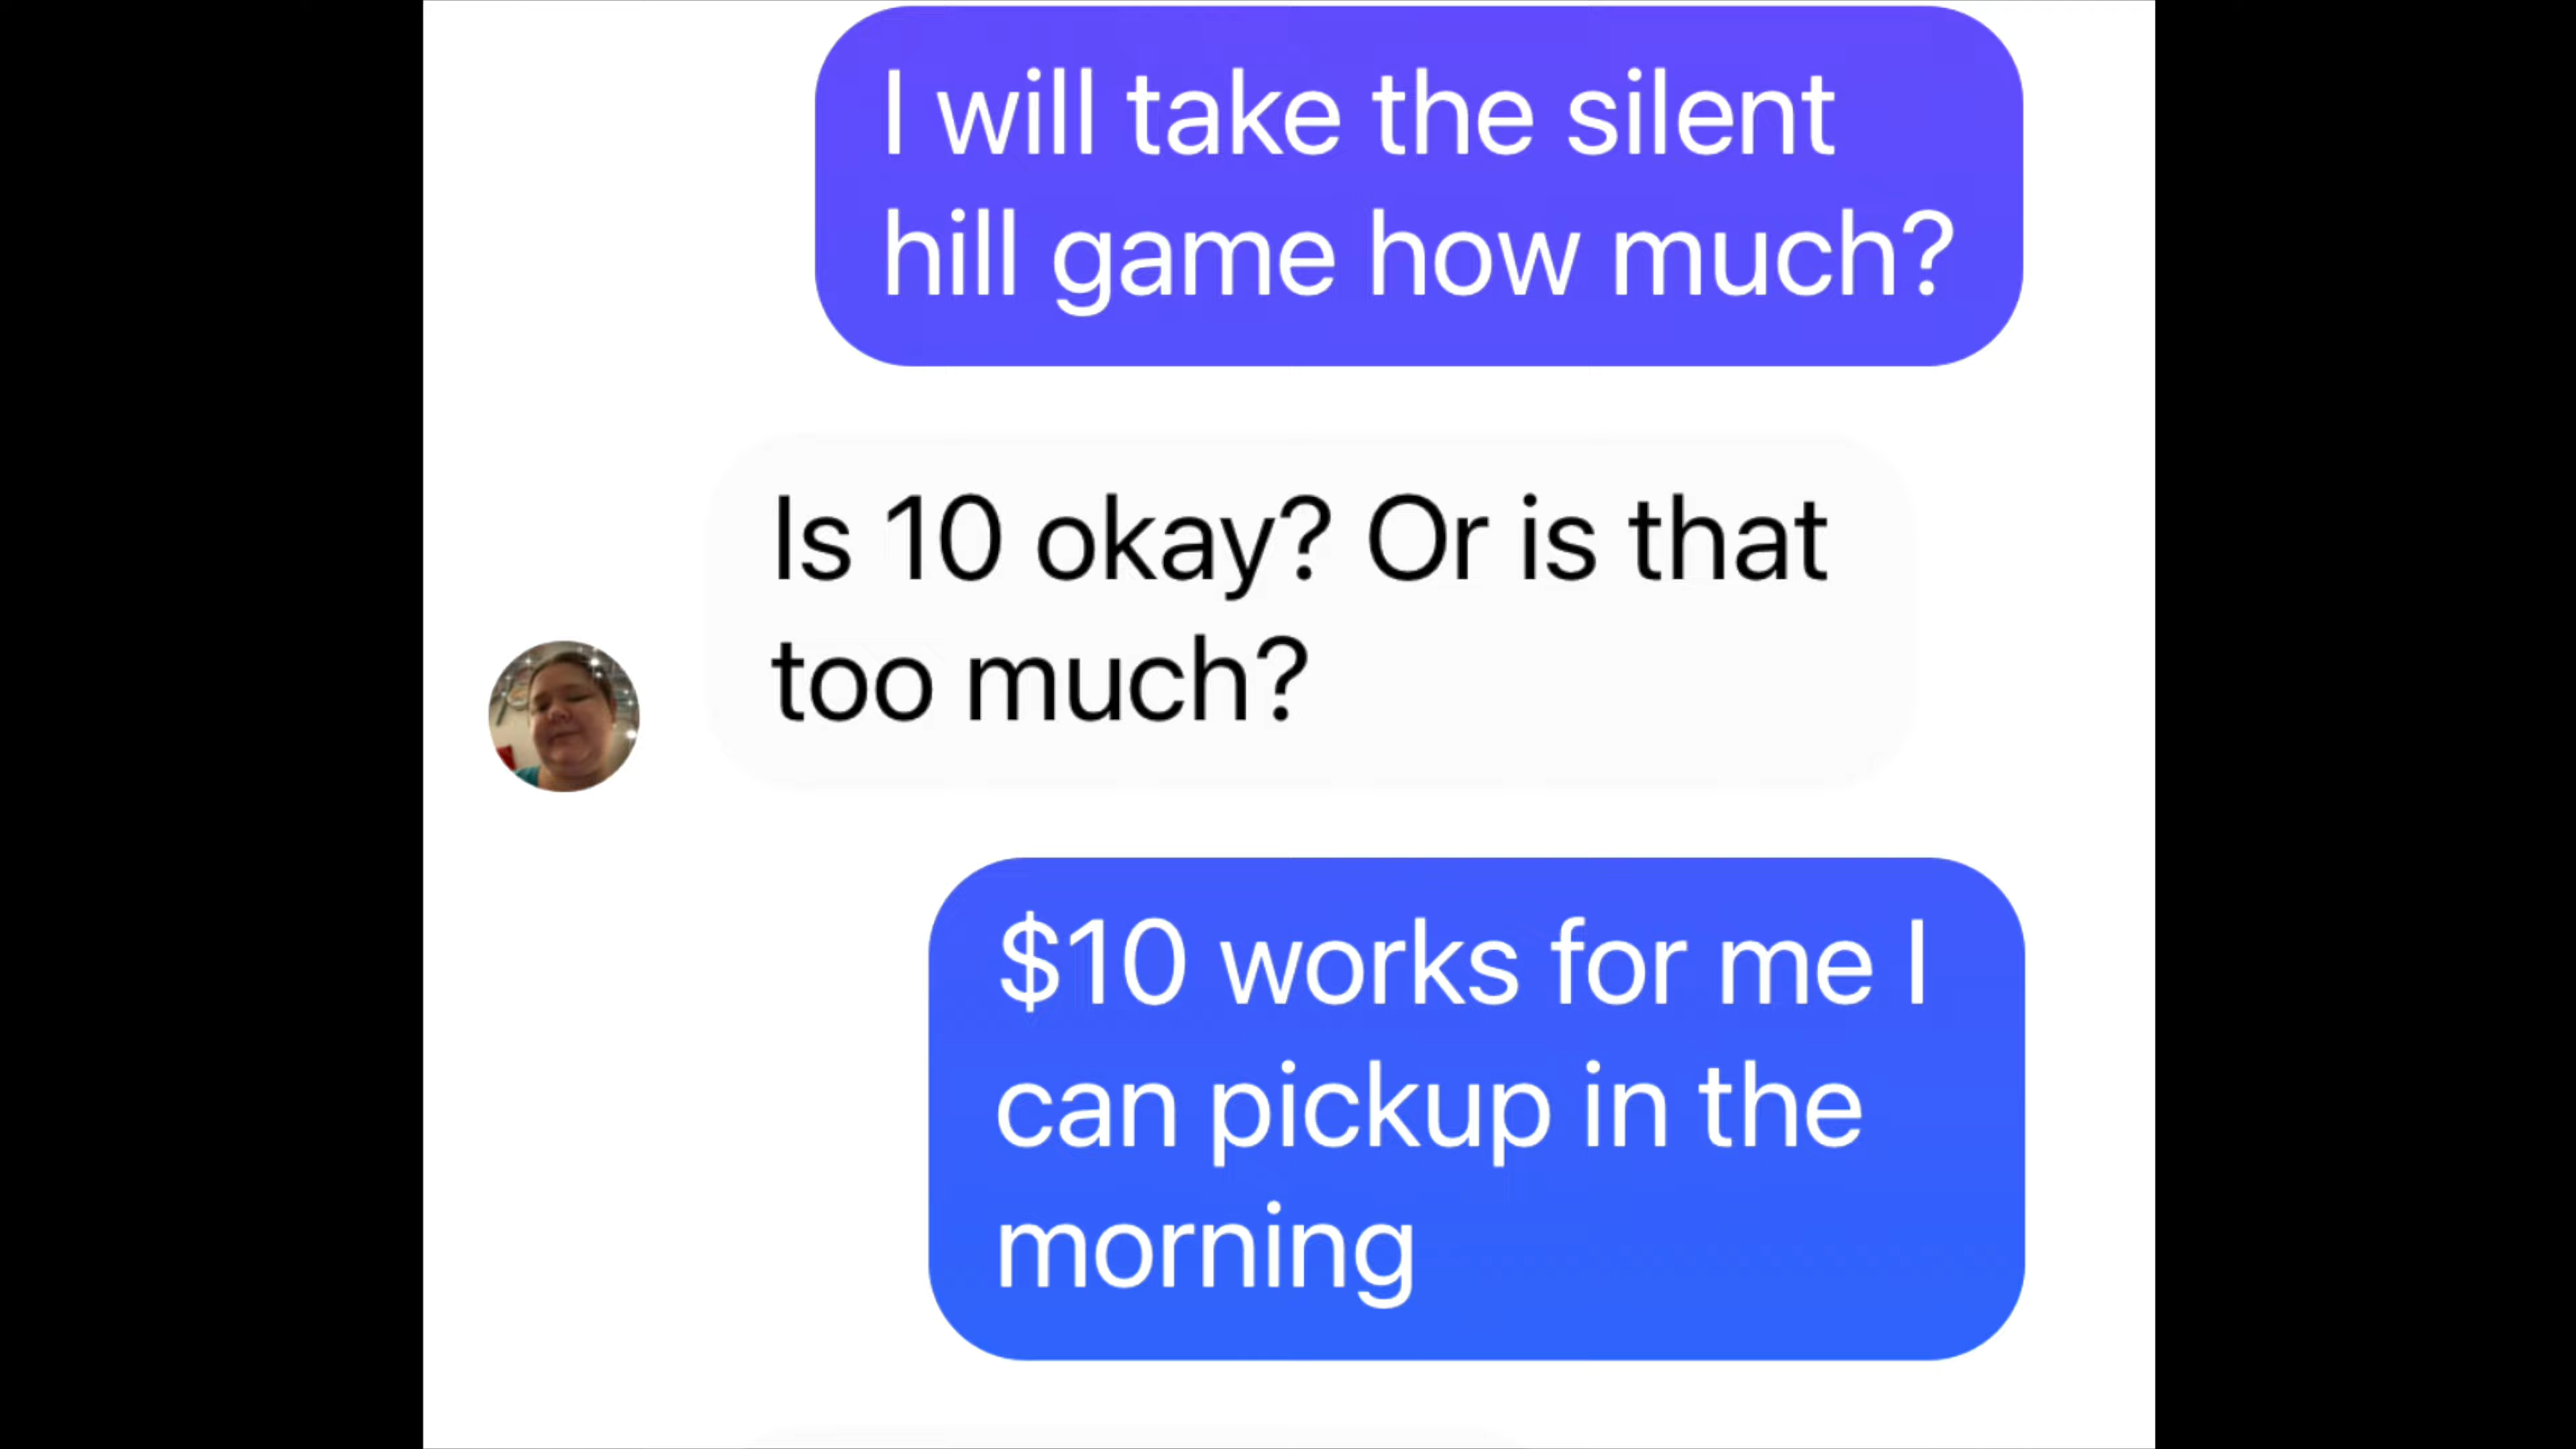 I will take the silent
hill game how much?
Is 10 okay? Or is that
too much?
$10 works for me I
can pickup in the
morning